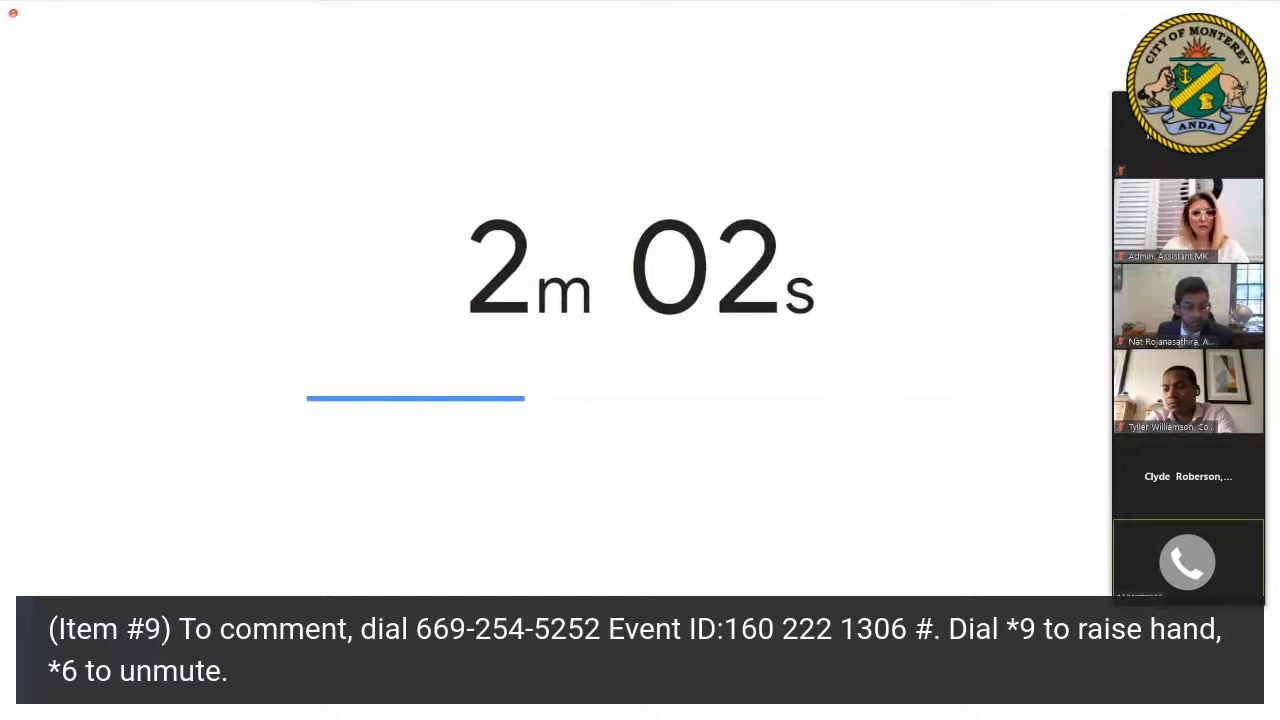 2m 02s
CITY OF MONTEREY
ANDA
Admin, Assistant MK...
Nat Rojanasathira, A...
Tyller Williamson, Co...
Clyde Roberson,...
(Item #9) To comment, dial 669-254-5252 Event ID:160 222 1306 #. Dial *9 to raise hand,
*6 to unmute.